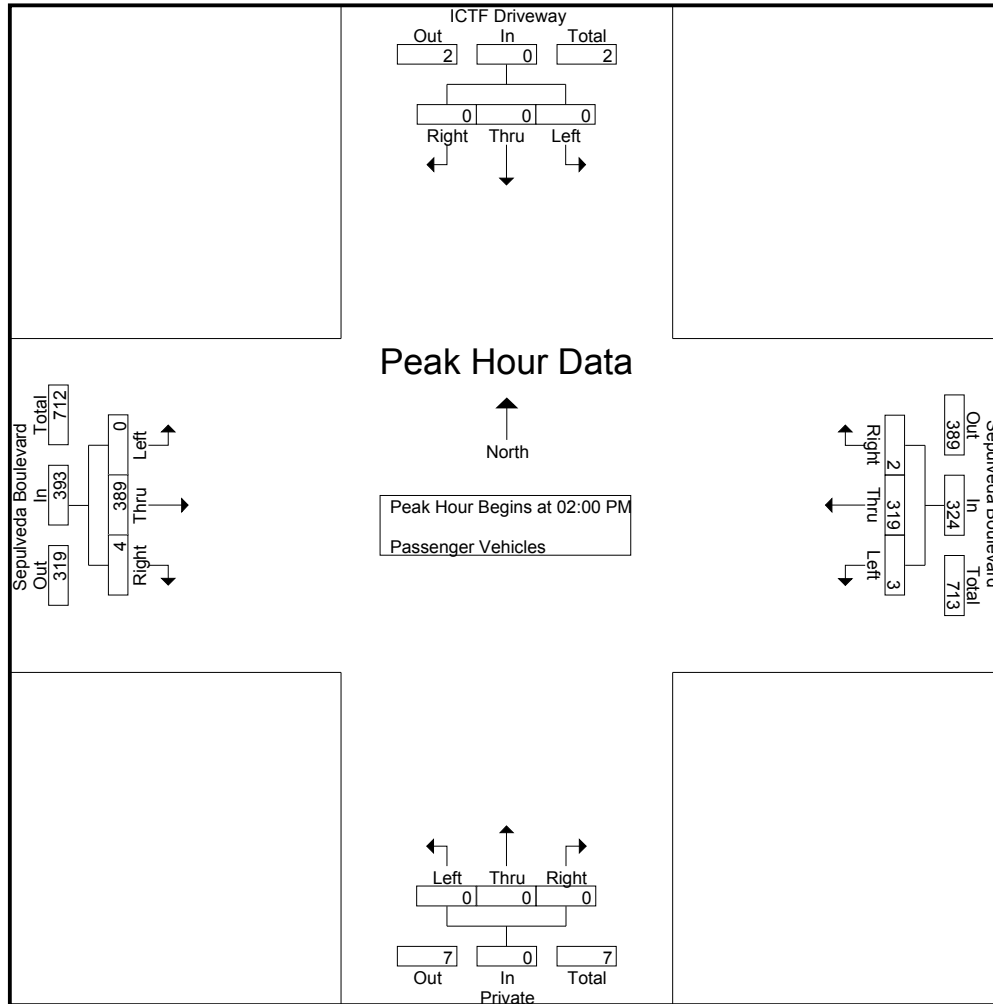 ICTF Driveway
Out In Total
2 0 2
0 0 0
Right Thru Left
Peak Hour Data
North
Peak Hour Begins at 02:00 PM
Passenger Vehicles
Sepulveda Boulevard
Out In Total
319 393 712
4 389 0
Right Thru Left
Sepulveda Boulevard
Out In Total
389 324 713
2 319 3
Right Thru Left
Left Thru Right
0 0 0
7 0 7
Out In Total
Private